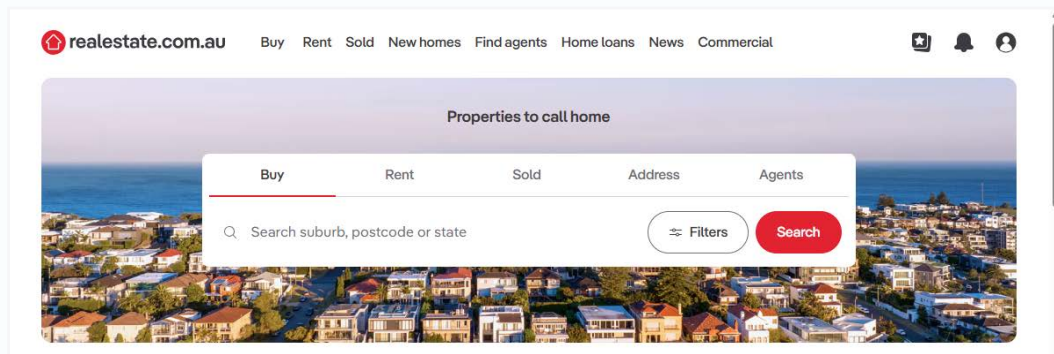 realestate.com.au Buy Rent Sold New homes Find agents Home loans News Commercial
Properties to call home
Buy Rent Sold Address Agents
Search suburb, postcode or state Filters Search